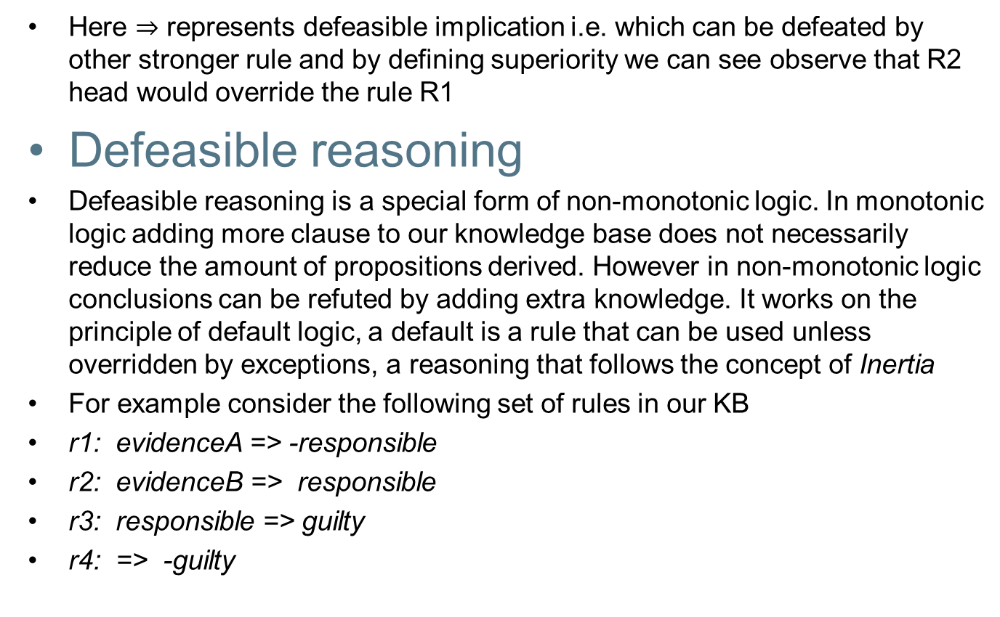 • Here ⇒ represents defeasible implication i.e. which can be defeated by
other stronger rule and by defining superiority we can see observe that R2
head would override the rule R1
• Defeasible reasoning
• Defeasible reasoning is a special form of non-monotonic logic. In monotonic
logic adding more clause to our knowledge base does not necessarily
reduce the amount of propositions derived. However in non-monotonic logic
conclusions can be refuted by adding extra knowledge. It works on the
principle of default logic, a default is a rule that can be used unless
overridden by exceptions, a reasoning that follows the concept of Inertia
• For example consider the following set of rules in our KB
• r1: evidenceA => -responsible
• r2: evidenceB => responsible
• r3: responsible => guilty
• r4: => -guilty